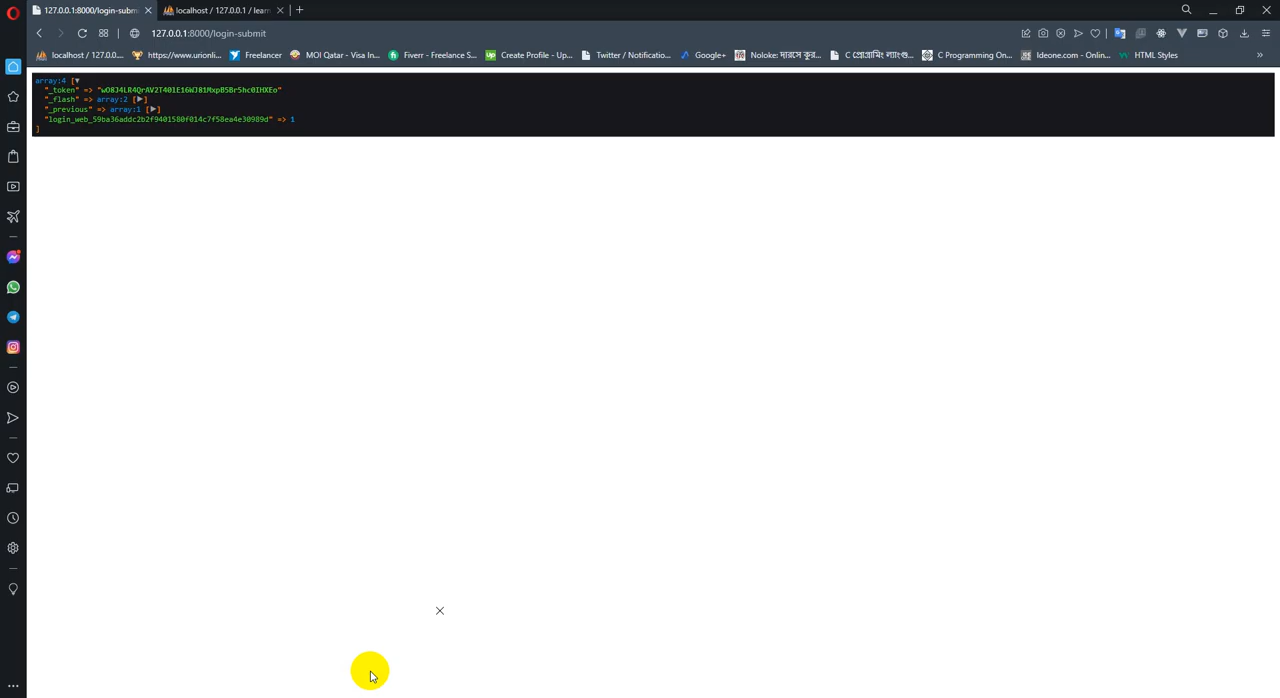 127.0.0.1:8000/login-subm
localhost / 127.0.0.1 / learn
127.0.0.1:8000/login-submit
localhost / 127.0.0....
https://www.urionli...
Freelancer
MOI Qatar - Visa In...
Fiverr - Freelance S...
Create Profile - Up...
Twitter / Notificatio...
Google+
Noloke: দারসে কুর...
C প্রোগ্রামিং ল্যাংগু...
C Programming On...
Ideone.com - Onlin...
HTML Styles
array:4 [▼
"_token" => "wO8J4LR4QrAV2T40lE16WJ81MxpB5Br5hc0IHXEo"
"_flash" => array:2 [▶]
"_previous" => array:1 [▶]
"login_web_59ba36addc2b2f9401580f014c7f58ea4e30989d" => 1
]